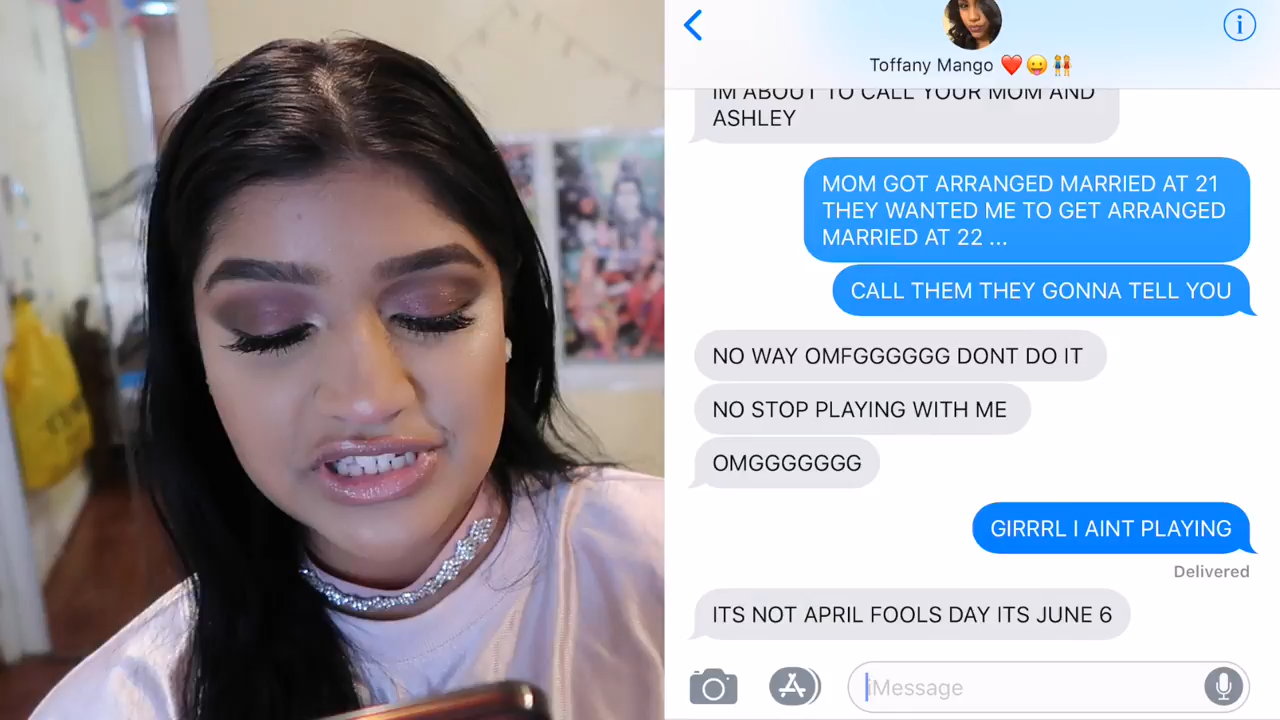 Toffany Mango ❤️😛👭
IM ABOUT TO CALL YOUR MOM AND
ASHLEY
MOM GOT ARRANGED MARRIED AT 21
THEY WANTED ME TO GET ARRANGED
MARRIED AT 22 ...
CALL THEM THEY GONNA TELL YOU
NO WAY OMFGGGGGG DONT DO IT
NO STOP PLAYING WITH ME
OMGGGGGGG
GIRRRL I AINT PLAYING
Delivered
ITS NOT APRIL FOOLS DAY ITS JUNE 6
iMessage